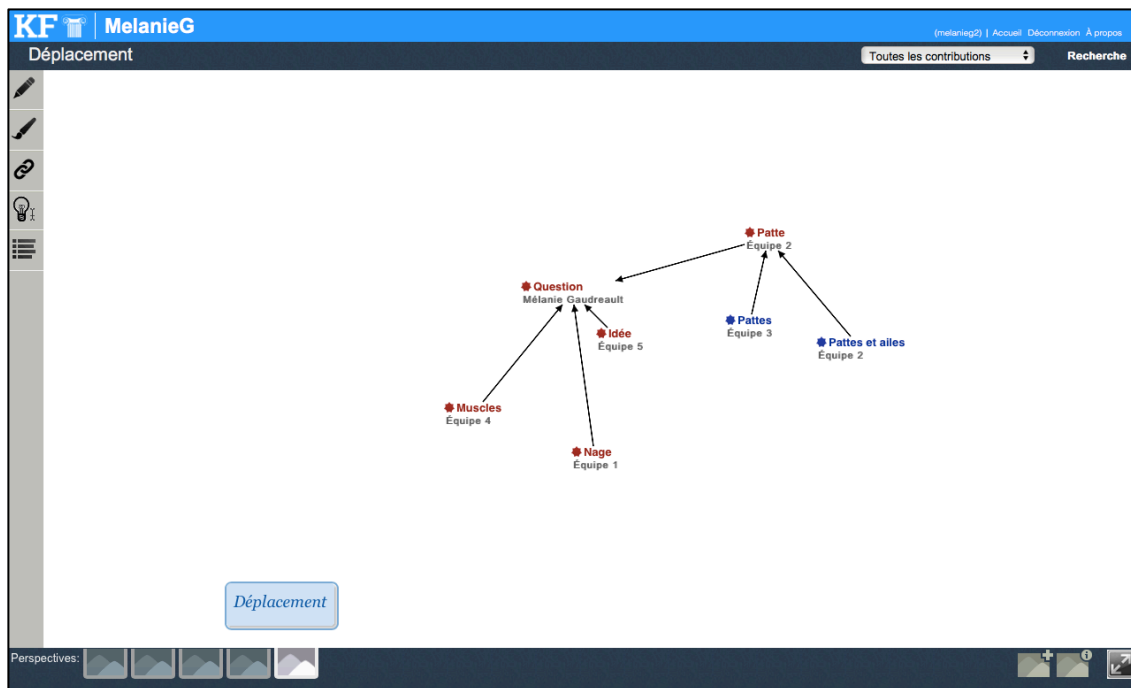 KF MelanieG
(melanieg2) | Accueil Déconnexion À propos
Déplacement
Toutes les contributions
Recherche
Patte
Équipe 2
Question
Mélanie Gaudreault
Pattes
Équipe 3
Idée
Équipe 5
Pattes et ailes
Équipe 2
Muscles
Équipe 4
Nage
Équipe 1
Déplacement
Perspectives: